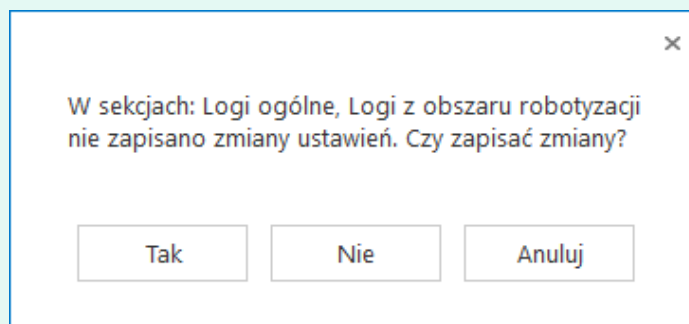 W sekcjach: Logi ogólne, Logi z obszaru robotyzacji
nie zapisano zmiany ustawień. Czy zapisać zmiany?
Tak
Nie
Anuluj